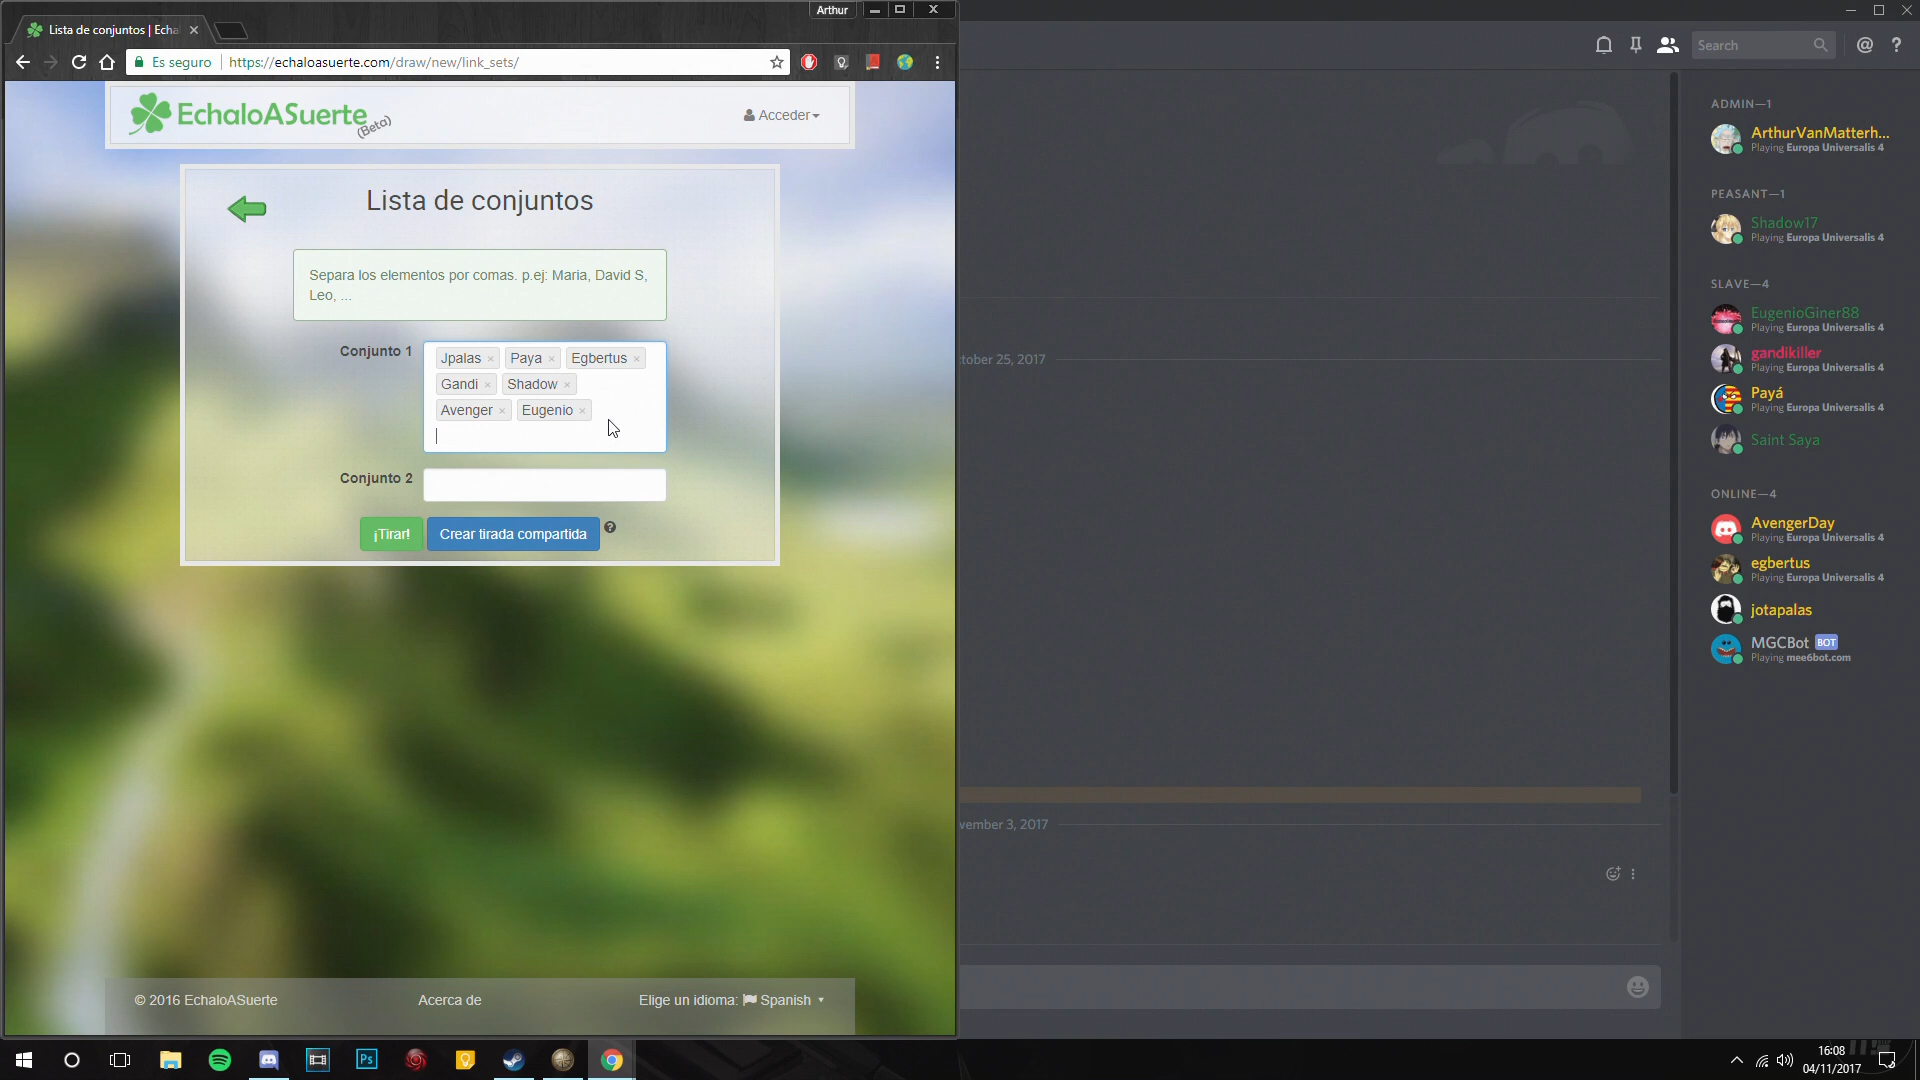 Arthur
Lista de conjuntos | Echa
Es seguro
https://echaloasuerte.com/draw/new/link_sets/
EchaloASuerte
(Beta)
Acceder
Lista de conjuntos
Separa los elementos por comas. p.ej: Maria, David S,
Leo, ...
Conjunto 1
Jpalas × Paya × Egbertus ×
Gandi × Shadow ×
Avenger × Eugenio ×
Conjunto 2
¡Tirar!
Crear tirada compartida
© 2016 EchaloASuerte
Acerca de
Elige un idioma: Spanish
Search
ctober 25, 2017
vember 3, 2017
ADMIN—1
ArthurVanMatterh...
Playing Europa Universalis 4
PEASANT—1
Shadow17
Playing Europa Universalis 4
SLAVE—4
EugenioGiner88
Playing Europa Universalis 4
gandikiller
Playing Europa Universalis 4
Payá
Playing Europa Universalis 4
Saint Saya
ONLINE—4
AvengerDay
Playing Europa Universalis 4
egbertus
Playing Europa Universalis 4
jotapalas
MGCBot BOT
Playing mee6bot.com
Ps
16:08
04/11/2017